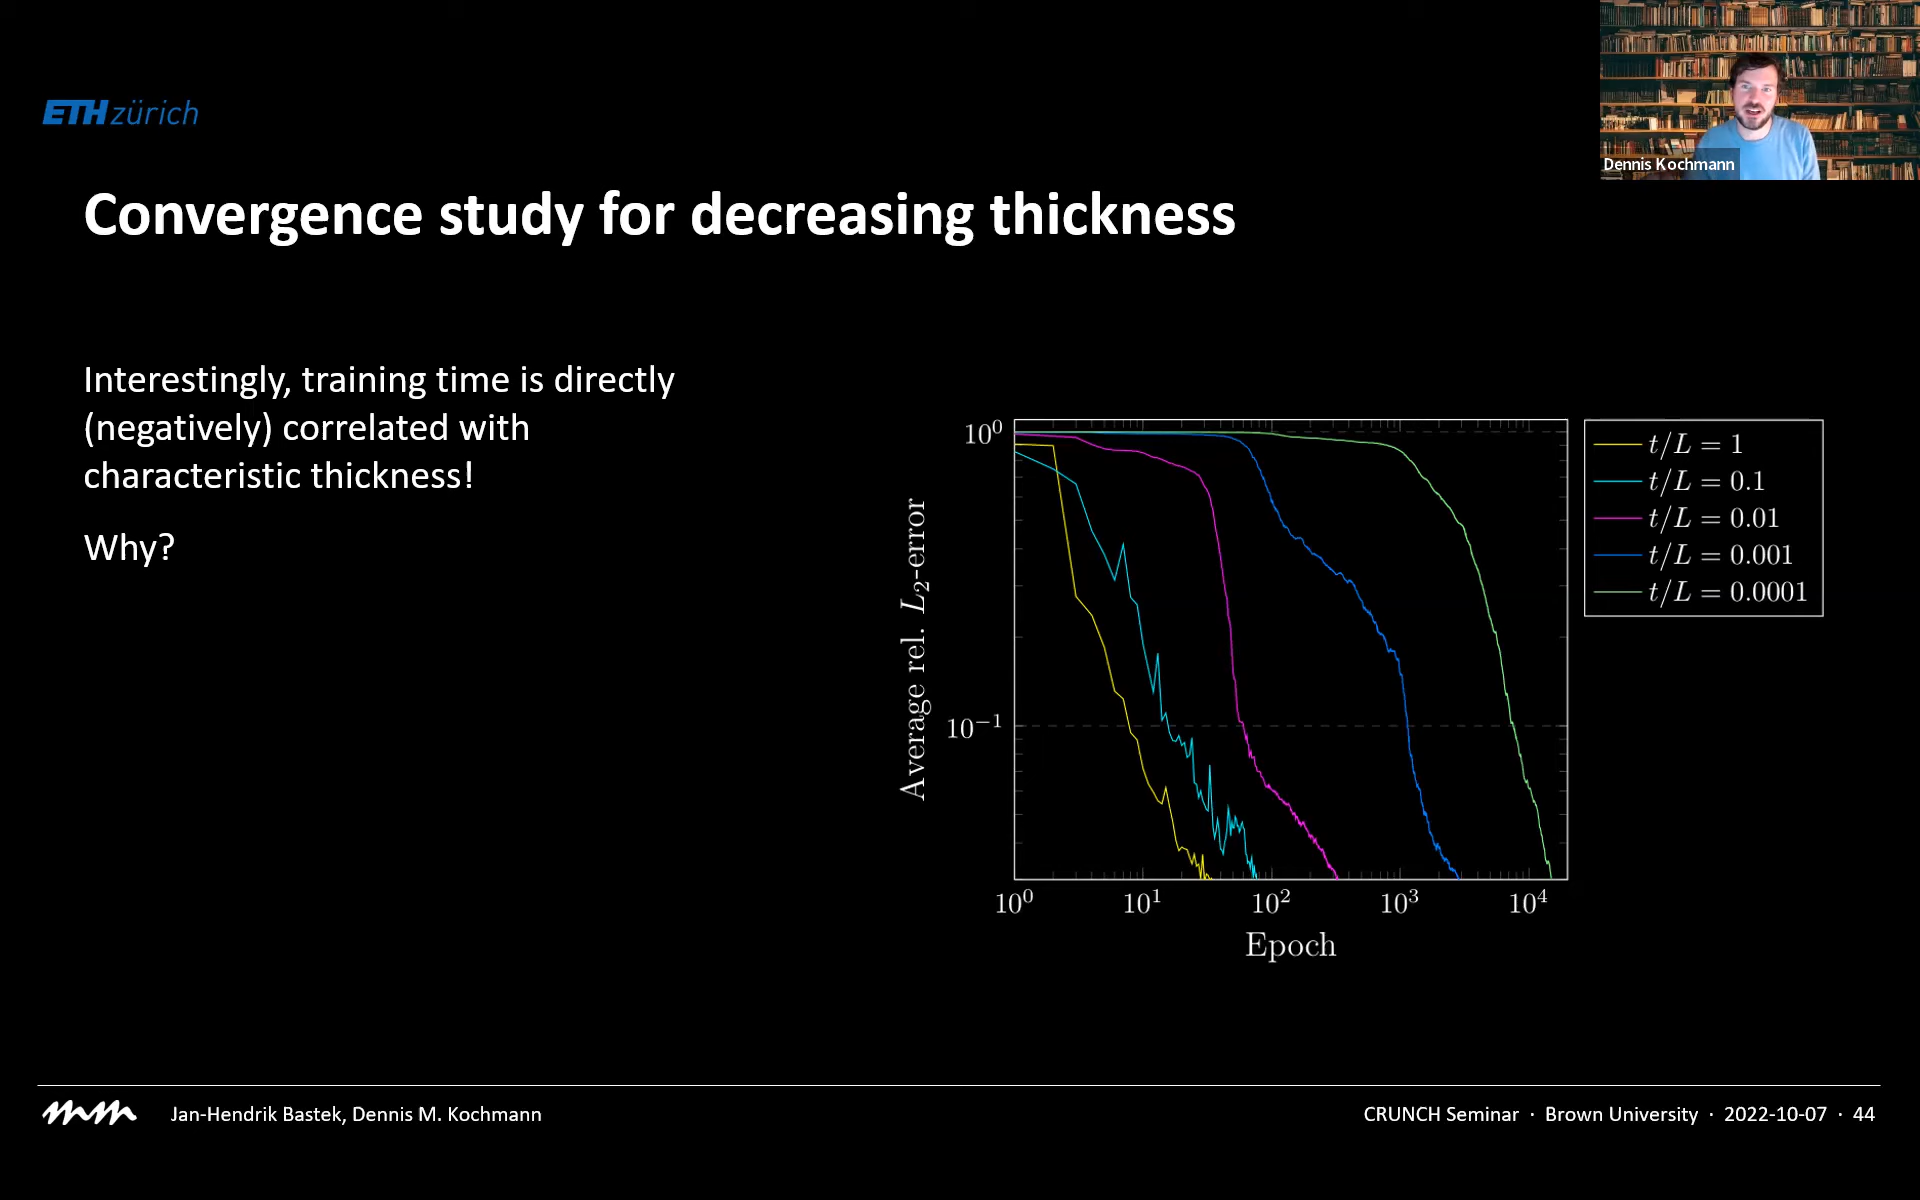 ETH zürich
Dennis Kochmann
Convergence study for decreasing thickness
Interestingly, training time is directly
(negatively) correlated with
characteristic thickness!
Why?
Average rel. L₂-error
10⁰
10⁻¹
10⁰ 10¹ 10² 10³ 10⁴
Epoch
t/L = 1
t/L = 0.1
t/L = 0.01
t/L = 0.001
t/L = 0.0001
Jan-Hendrik Bastek, Dennis M. Kochmann
CRUNCH Seminar · Brown University · 2022-10-07 · 44